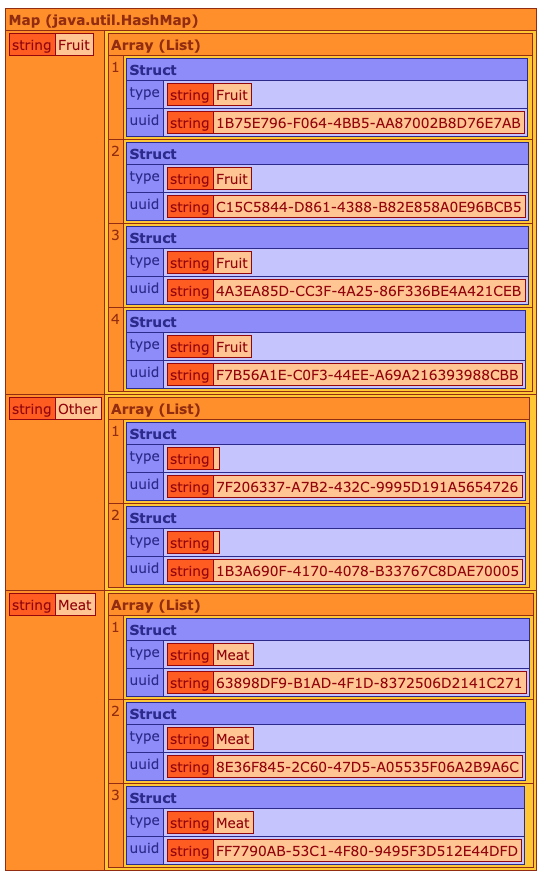 Map (java.util.HashMap)
string Fruit Array (List)
1 Struct
type string Fruit
uuid string 1B75E796-F064-4BB5-AA87002B8D76E7AB
2 Struct
type string Fruit
uuid string C15C5844-D861-4388-B82E858A0E96BCB5
3 Struct
type string Fruit
uuid string 4A3EA85D-CC3F-4A25-86F336BE4A421CEB
4 Struct
type string Fruit
uuid string F7B56A1E-C0F3-44EE-A69A216393988CBB
string Other Array (List)
1 Struct
type string
uuid string 7F206337-A7B2-432C-9995D191A5654726
2 Struct
type string
uuid string 1B3A690F-4170-4078-B33767C8DAE70005
string Meat Array (List)
1 Struct
type string Meat
uuid string 63898DF9-B1AD-4F1D-8372506D2141C271
2 Struct
type string Meat
uuid string 8E36F845-2C60-47D5-A05535F06A2B9A6C
3 Struct
type string Meat
uuid string FF7790AB-53C1-4F80-9495F3D512E44DFD